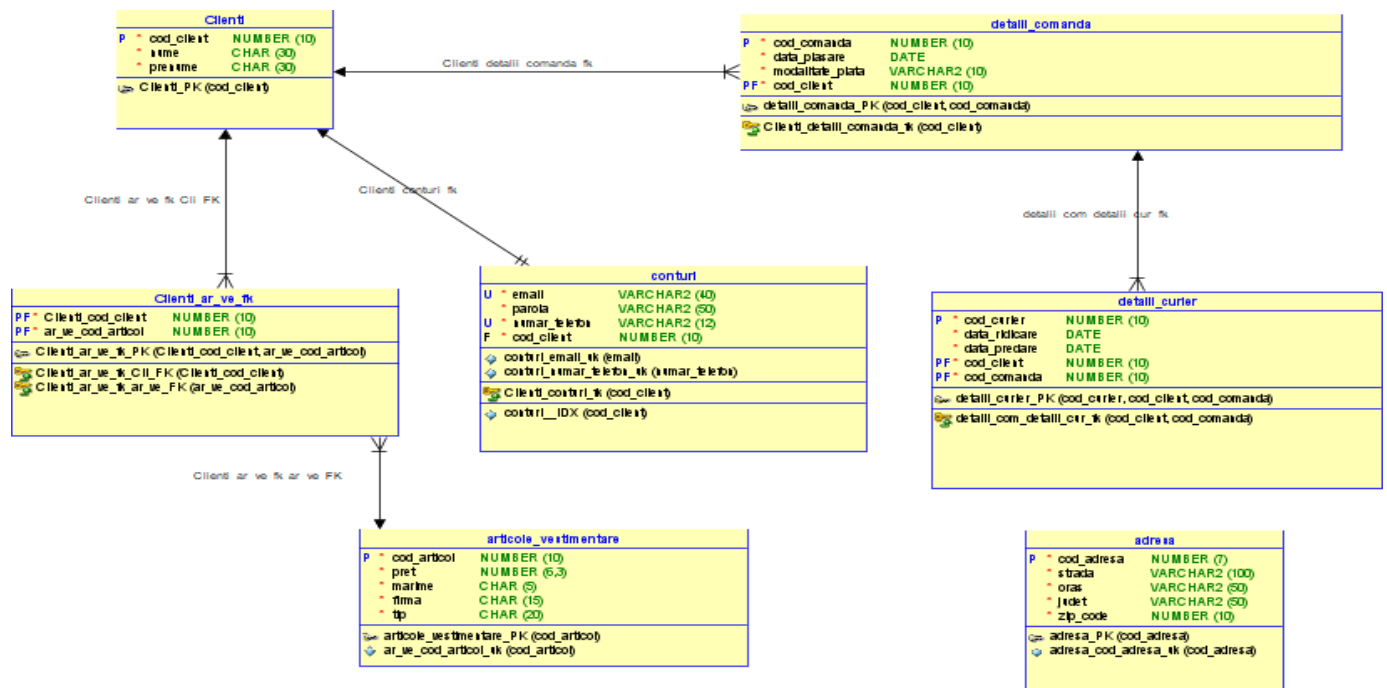 Clienti
P * cod_client NUMBER (10)
* nume CHAR (30)
* prenume CHAR (30)
Clienti_PK (cod_client)
detalii_comanda
P * cod_comanda NUMBER (10)
* data_plasare DATE
* modalitate_plata VARCHAR2 (10)
PF * cod_client NUMBER (10)
detalii_comanda_PK (cod_client, cod_comanda)
Clienti_detalii_comanda_fk (cod_client)
Clienti detalii comanda fk
Clienti ar ve fk Cli FK
Clienti conturi fk
detalii com detalii cur fk
Clienti_ar_ve_fk
PF * Clienti_cod_client NUMBER (10)
PF * ar_ve_cod_articol NUMBER (10)
Clienti_ar_ve_fk_PK (Clienti_cod_client, ar_ve_cod_articol)
Clienti_ar_ve_fk_Cli_FK (Clienti_cod_client)
Clienti_ar_ve_fk_ar_ve_FK (ar_ve_cod_articol)
conturi
U * email VARCHAR2 (40)
* parola VARCHAR2 (50)
U * numar_telefon VARCHAR2 (12)
F * cod_client NUMBER (10)
conturi_email_uk (email)
conturi_numar_telefon_uk (numar_telefon)
Clienti_conturi_fk (cod_client)
conturi__IDX (cod_client)
detalii_curier
P * cod_curier NUMBER (10)
* data_ridicare DATE
* data_predare DATE
PF * cod_client NUMBER (10)
PF * cod_comanda NUMBER (10)
detalii_curier_PK (cod_curier, cod_client, cod_comanda)
detalii_com_detalii_cur_fk (cod_client, cod_comanda)
Clienti ar ve fk ar ve FK
articole_vestimentare
P * cod_articol NUMBER (10)
* pret NUMBER (6,3)
* marime CHAR (5)
* firma CHAR (15)
* tip CHAR (20)
articole_vestimentare_PK (cod_articol)
ar_ve_cod_articol_uk (cod_articol)
adresa
P * cod_adresa NUMBER (7)
* strada VARCHAR2 (100)
* oras VARCHAR2 (50)
* judet VARCHAR2 (50)
* zip_code NUMBER (10)
adresa_PK (cod_adresa)
adresa_cod_adresa_uk (cod_adresa)